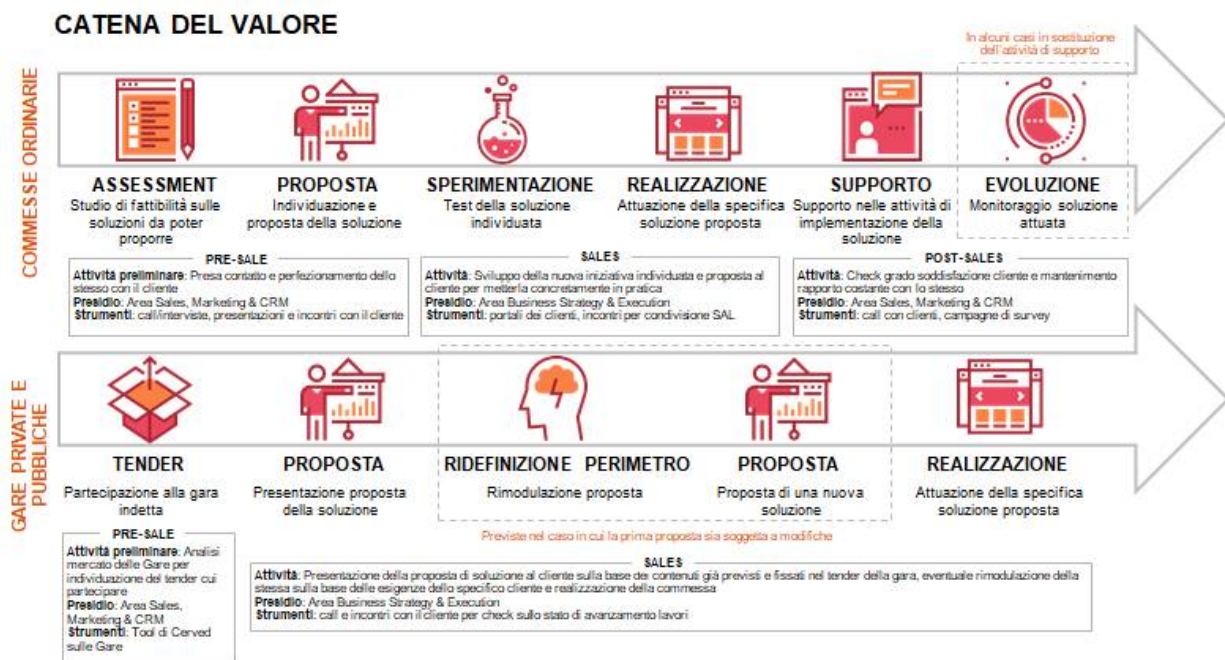 CATENA DEL VALORE
In alcuni casi in sostituzione
dell'attività di supporto
COMMESSE ORDINARIE
ASSESSMENT
Studio di fattibilità sulle
soluzioni da poter
proporre
PROPOSTA
Individuazione e
proposta della soluzione
SPERIMENTAZIONE
Test della soluzione
individuata
REALIZZAZIONE
Attuazione della specifica
soluzione proposta
SUPPORTO
Supporto nelle attività di
implementazione della
soluzione
EVOLUZIONE
Monitoraggio soluzione
attuata
PRE-SALE
Attività preliminare: Presa contatto e perfezionamento dello
stesso con il cliente
Presidio: Area Sales, Marketing & CRM
Strumenti: call/interviste, presentazioni e incontri con il cliente
SALES
Attività: Sviluppo della nuova iniziativa individuata e proposta al
cliente per metterla concretamente in pratica
Presidio: Area Business Strategy & Execution
Strumenti: portali dei clienti, incontri per condivisione SAL
POST-SALES
Attività: Check grado soddisfazione cliente e mantenimento
rapporto costante con lo stesso
Presidio: Area Sales, Marketing & CRM
Strumenti: call con clienti, campagne di survey
GARE PRIVATE E
PUBBLICHE
TENDER
Partecipazione alla gara
indetta
PROPOSTA
Presentazione proposta
della soluzione
RIDEFINIZIONE PERIMETRO
Rimodulazione proposta
PROPOSTA
Proposta di una nuova
soluzione
REALIZZAZIONE
Attuazione della specifica
soluzione proposta
Previste nel caso in cui la prima proposta sia soggetta a modifiche
PRE-SALE
Attività preliminare: Analisi
mercato delle Gare per
individuazione del tender cui
partecipare
Presidio: Area Sales,
Marketing & CRM
Strumenti: Tool di Cerved
sulle Gare
SALES
Attività: Presentazione della proposta di soluzione al cliente sulla base dei contenuti già previsti e fissati nel tender della gara, eventuale rimodulazione della
stessa sulla base delle esigenze dello specifico cliente e realizzazione della commessa
Presidio: Area Business Strategy & Execution
Strumenti: call e incontri con il cliente per check sullo stato di avanzamento lavori